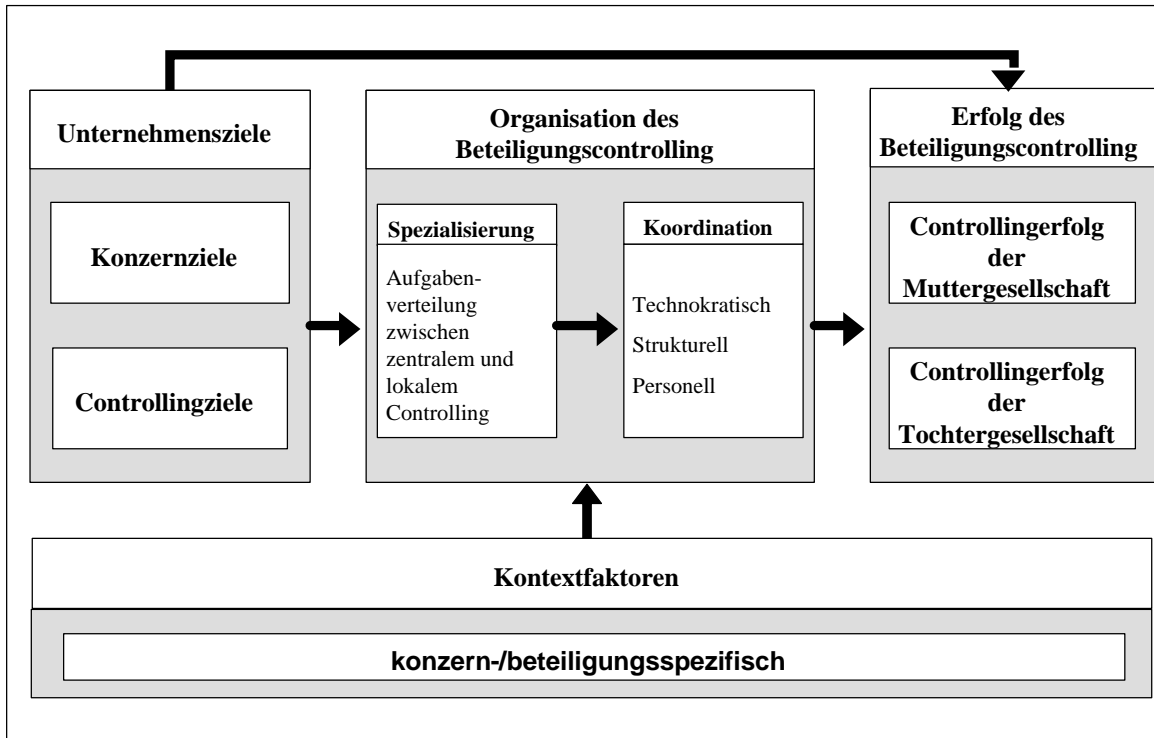 Unternehmensziele
Konzernziele
Controllingziele
Organisation des
Beteiligungscontrolling
Spezialisierung
Aufgaben-
verteilung
zwischen
zentralem und
lokalem
Controlling
Koordination
Technokratisch
Strukturell
Personell
Erfolg des
Beteiligungscontrolling
Controllingerfolg
der
Muttergesellschaft
Controllingerfolg
der
Tochtergesellschaft
Kontextfaktoren
konzern-/beteiligungsspezifisch